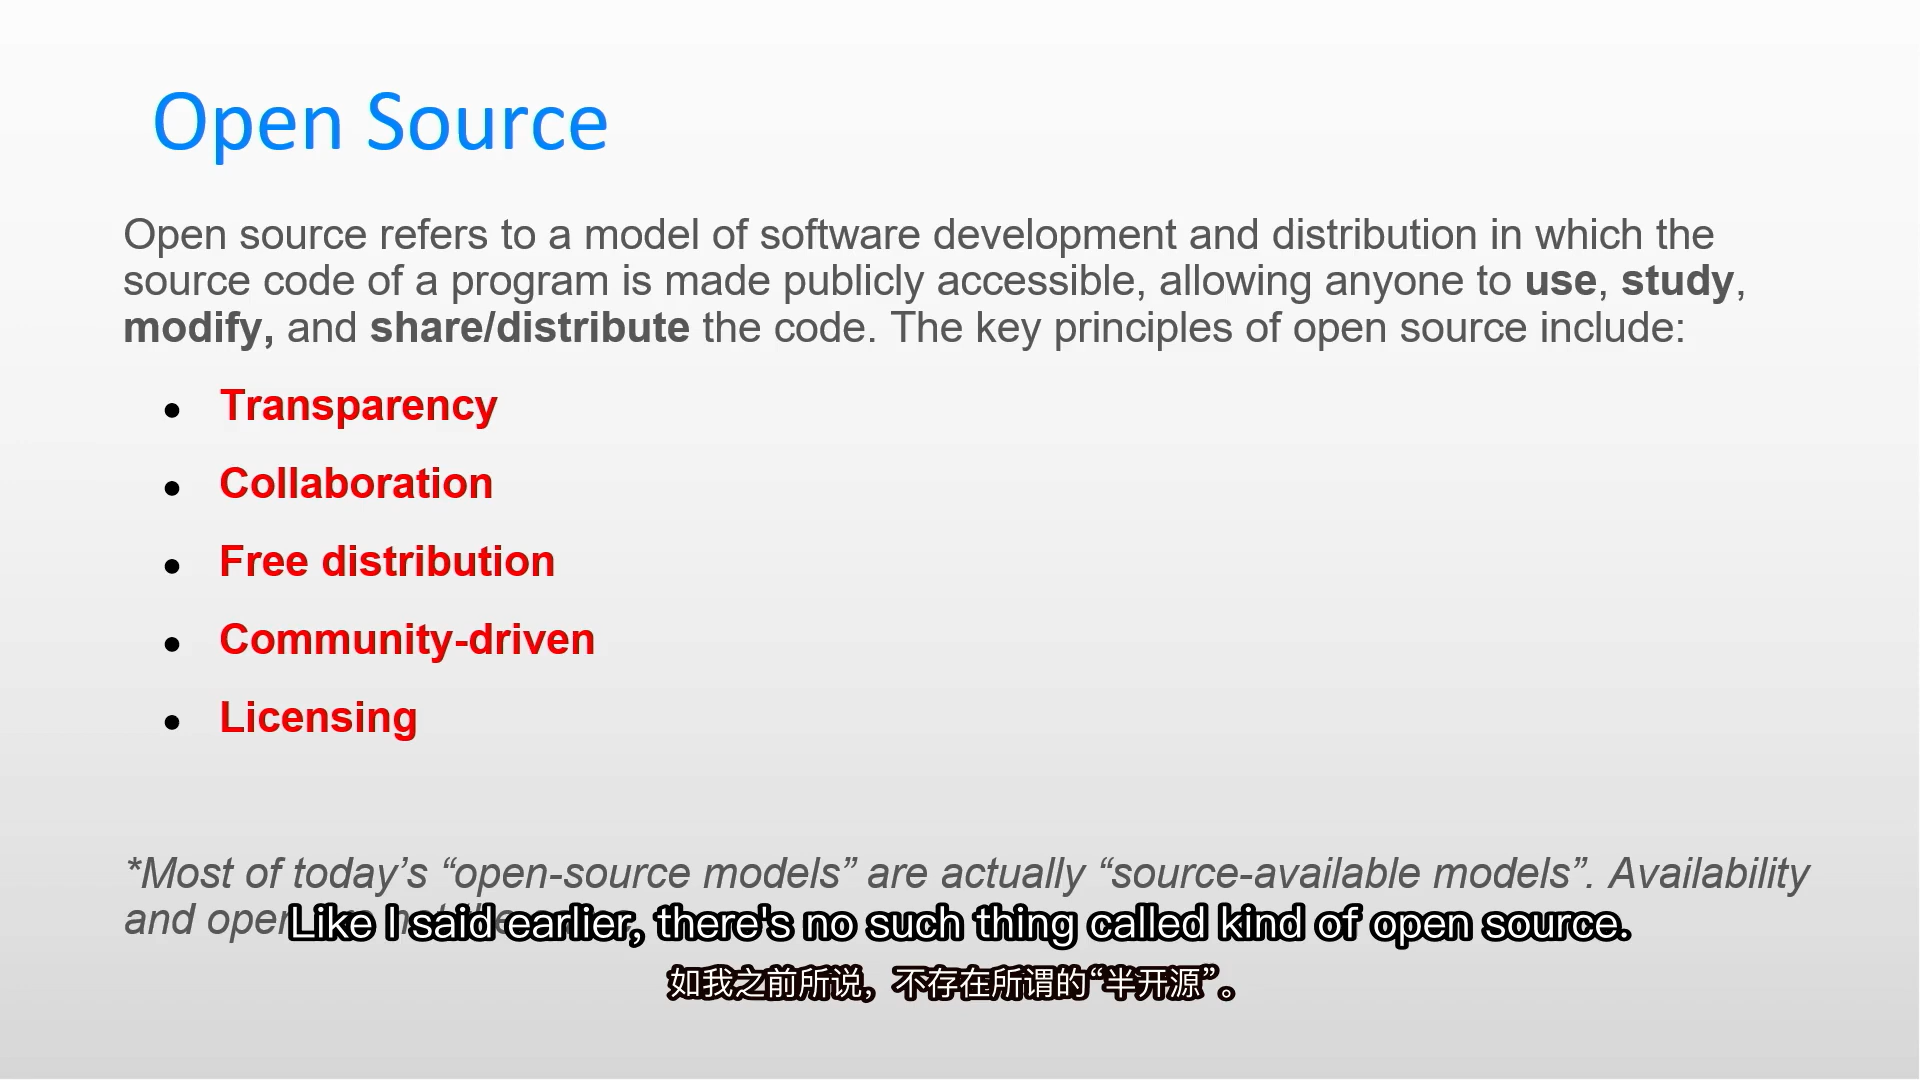 Open Source
Open source refers to a model of software development and distribution in which the
source code of a program is made publicly accessible, allowing anyone to use, study,
modify, and share/distribute the code. The key principles of open source include:
● Transparency
● Collaboration
● Free distribution
● Community-driven
● Licensing
*Most of today’s “open-source models” are actually “source-available models”. Availability
and
Like I said earlier, there's no such thing called kind of open source.
如我之前所说，不存在所谓的“半开源”。